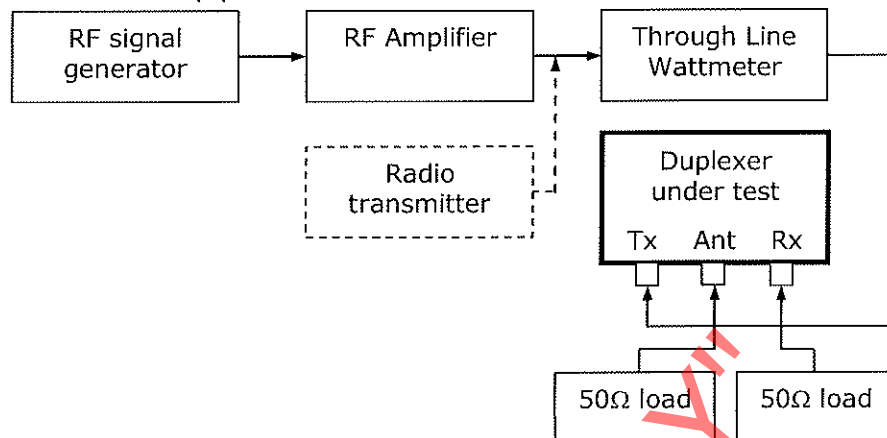 RF signal
generator
RF Amplifier
Through Line
Wattmeter
Radio
transmitter
Duplexer
under test
Tx Ant Rx
50Ω load
50Ω load
Y"